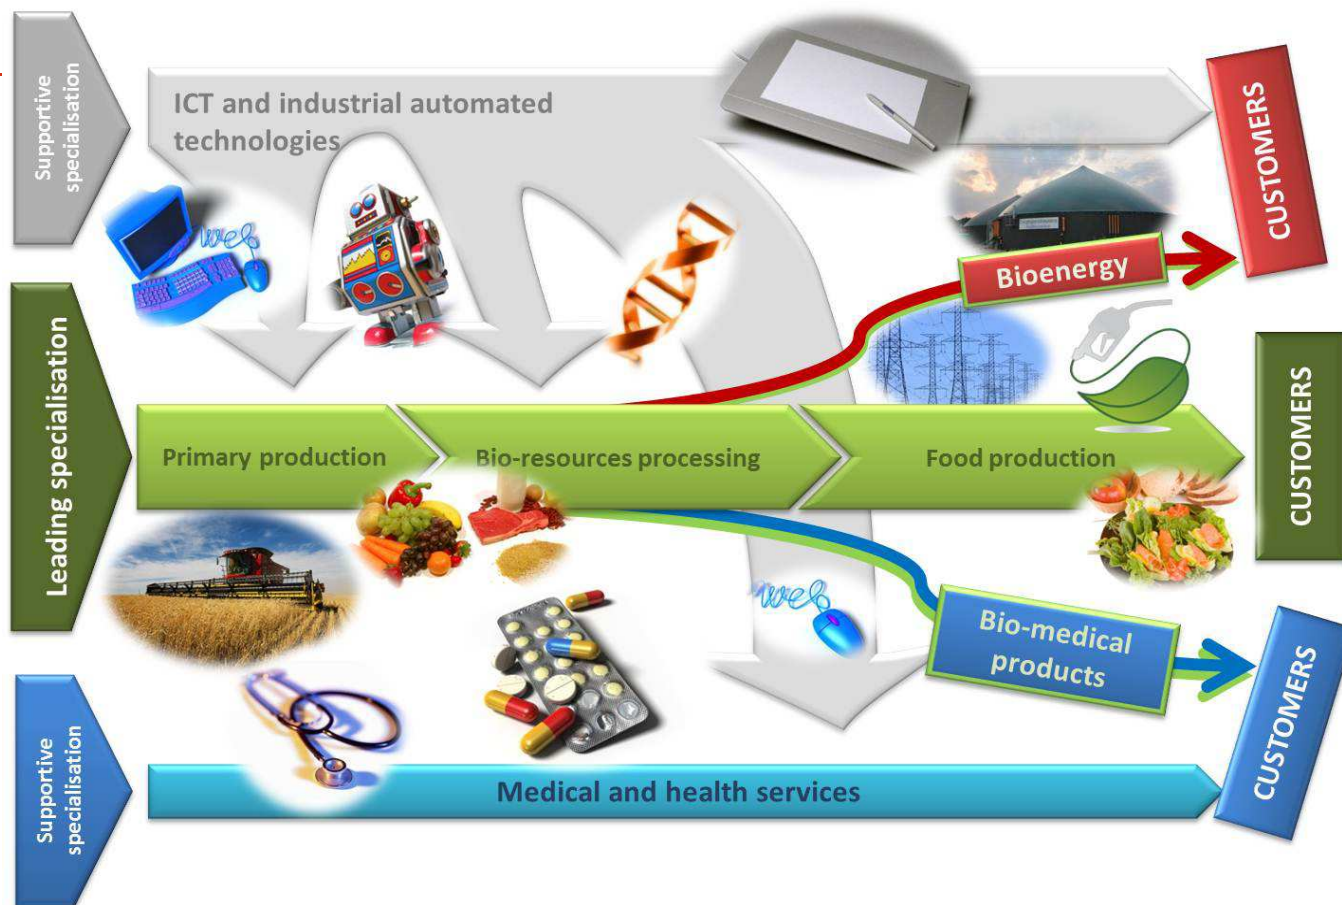 Supportive
specialisation
ICT and industrial automated
technologies
CUSTOMERS
web
Bioenergy
Leading specialisation
Primary production
Bio-resources processing
Food production
CUSTOMERS
web
Bio-medical
products
Supportive
specialisation
Medical and health services
CUSTOMERS